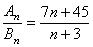 A_n/B_n = (7n+45)/(n+3)